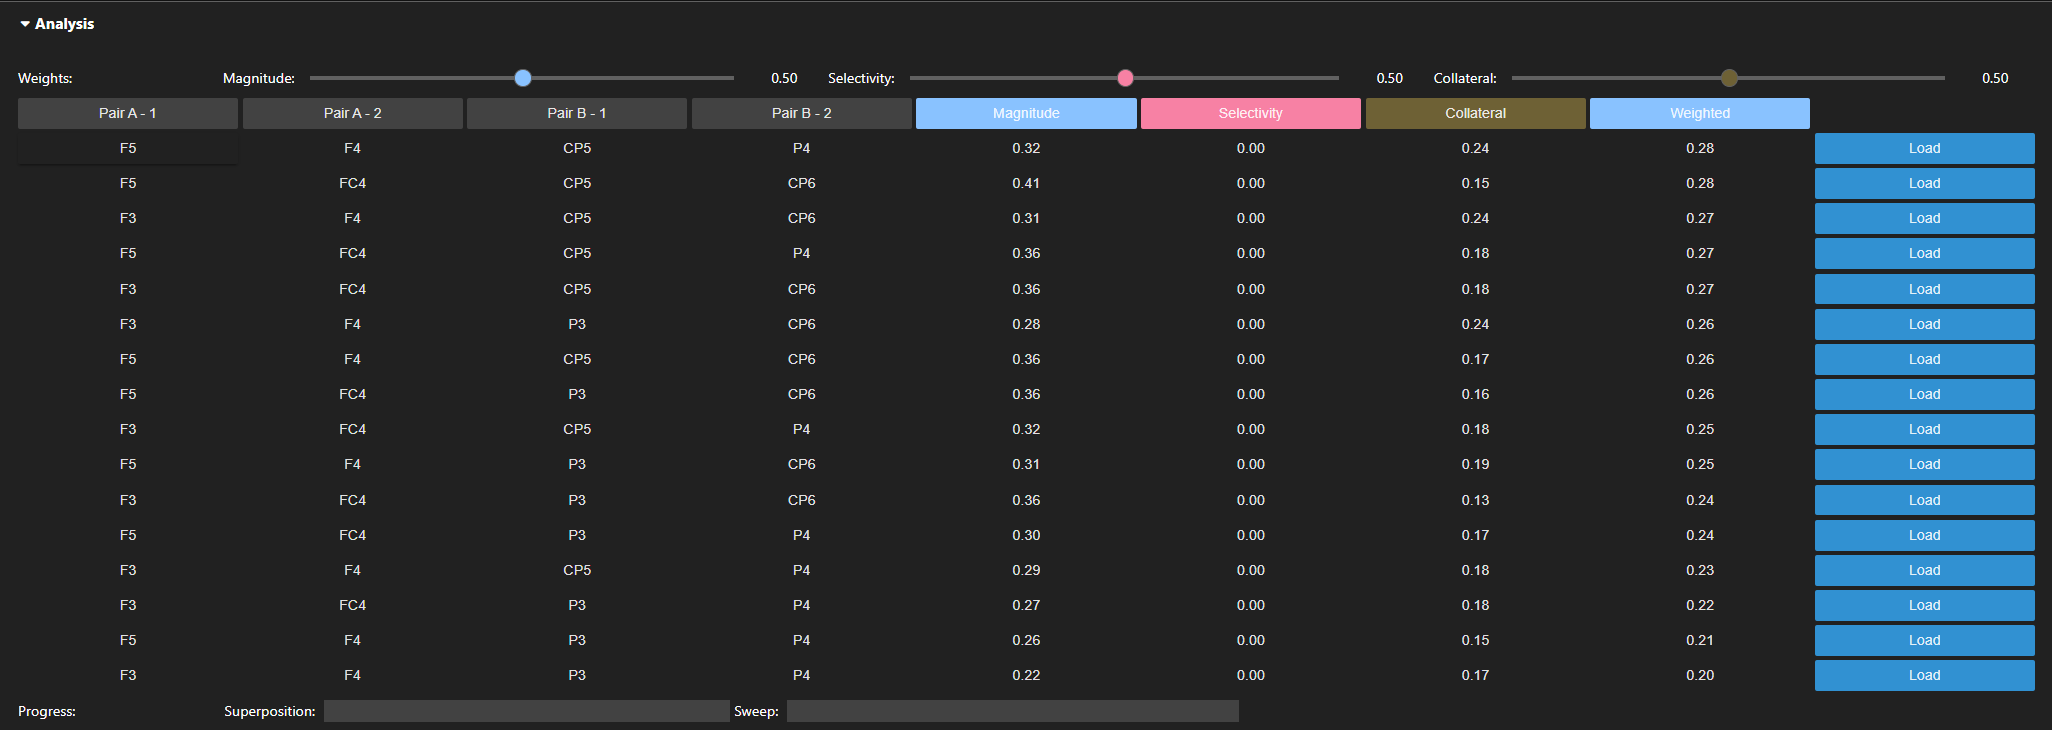 Analysis
Weights: Magnitude: 0.50 Selectivity: 0.50 Collateral: 0.50
Pair A - 1 Pair A - 2 Pair B - 1 Pair B - 2 Magnitude Selectivity Collateral Weighted
F5 F4 CP5 P4 0.32 0.00 0.24 0.28 Load
F5 FC4 CP5 CP6 0.41 0.00 0.15 0.28 Load
F3 F4 CP5 CP6 0.31 0.00 0.24 0.27 Load
F5 FC4 CP5 P4 0.36 0.00 0.18 0.27 Load
F3 FC4 CP5 CP6 0.36 0.00 0.18 0.27 Load
F3 F4 P3 CP6 0.28 0.00 0.24 0.26 Load
F5 F4 CP5 CP6 0.36 0.00 0.17 0.26 Load
F5 FC4 P3 CP6 0.36 0.00 0.16 0.26 Load
F3 FC4 CP5 P4 0.32 0.00 0.18 0.25 Load
F5 F4 P3 CP6 0.31 0.00 0.19 0.25 Load
F3 FC4 P3 CP6 0.36 0.00 0.13 0.24 Load
F5 FC4 P3 P4 0.30 0.00 0.17 0.24 Load
F3 F4 CP5 P4 0.29 0.00 0.18 0.23 Load
F3 FC4 P3 P4 0.27 0.00 0.18 0.22 Load
F5 F4 P3 P4 0.26 0.00 0.15 0.21 Load
F3 F4 P3 P4 0.22 0.00 0.17 0.20 Load
Progress: Superposition: Sweep: